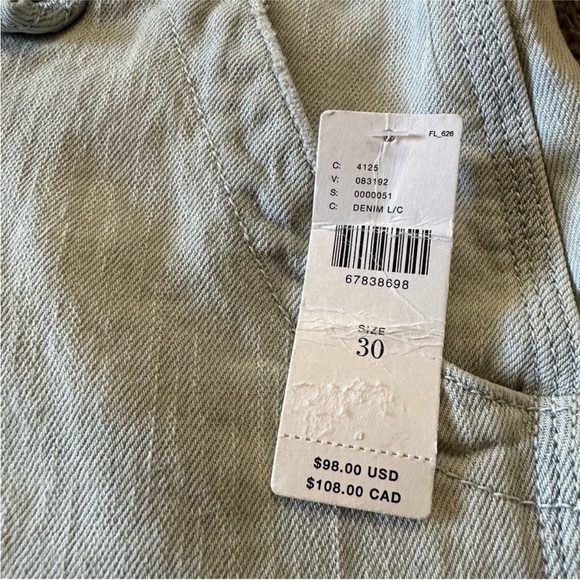 FL_626
C: 4125
V: 083192
S: 0000051
C: DENIM L/C
67838698
SIZE
30
$98.00 USD
$108.00 CAD